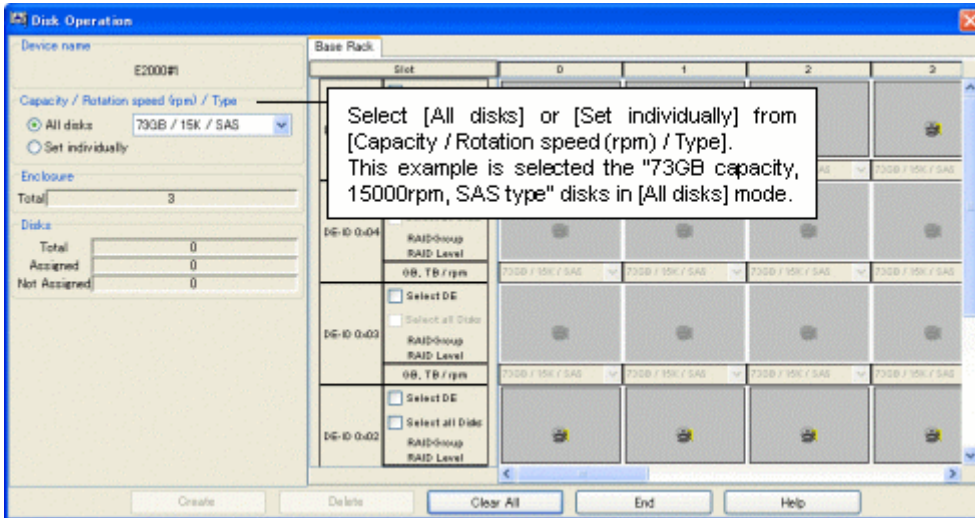 Disk Operation
Device name
E2000#1
Capacity / Rotation speed (rpm) / Type
All disks 73GB / 15K / SAS
Set individually
Enclosure
Total 3
Disks
Total 0
Assigned 0
Not Assigned 0
Base Rack
Slot 0 1 2 3
Select [All disks] or [Set individually] from
[Capacity / Rotation speed (rpm) / Type].
This example is selected the "73GB capacity,
15000rpm, SAS type" disks in [All disks] mode.
DE-ID 0x04
RAIDGroup
RAID Level
GB, TB / rpm 73GB / 15K / SAS 73GB / 15K / SAS 73GB / 15K / SAS 73GB / 15K / SAS
Select DE
Select all Disks
DE-ID 0x03
RAIDGroup
RAID Level
GB, TB / rpm 73GB / 15K / SAS 73GB / 15K / SAS 73GB / 15K / SAS 73GB / 15K / SAS
Select DE
Select all Disks
DE-ID 0x02
RAIDGroup
RAID Level
Create Delete Clear All End Help